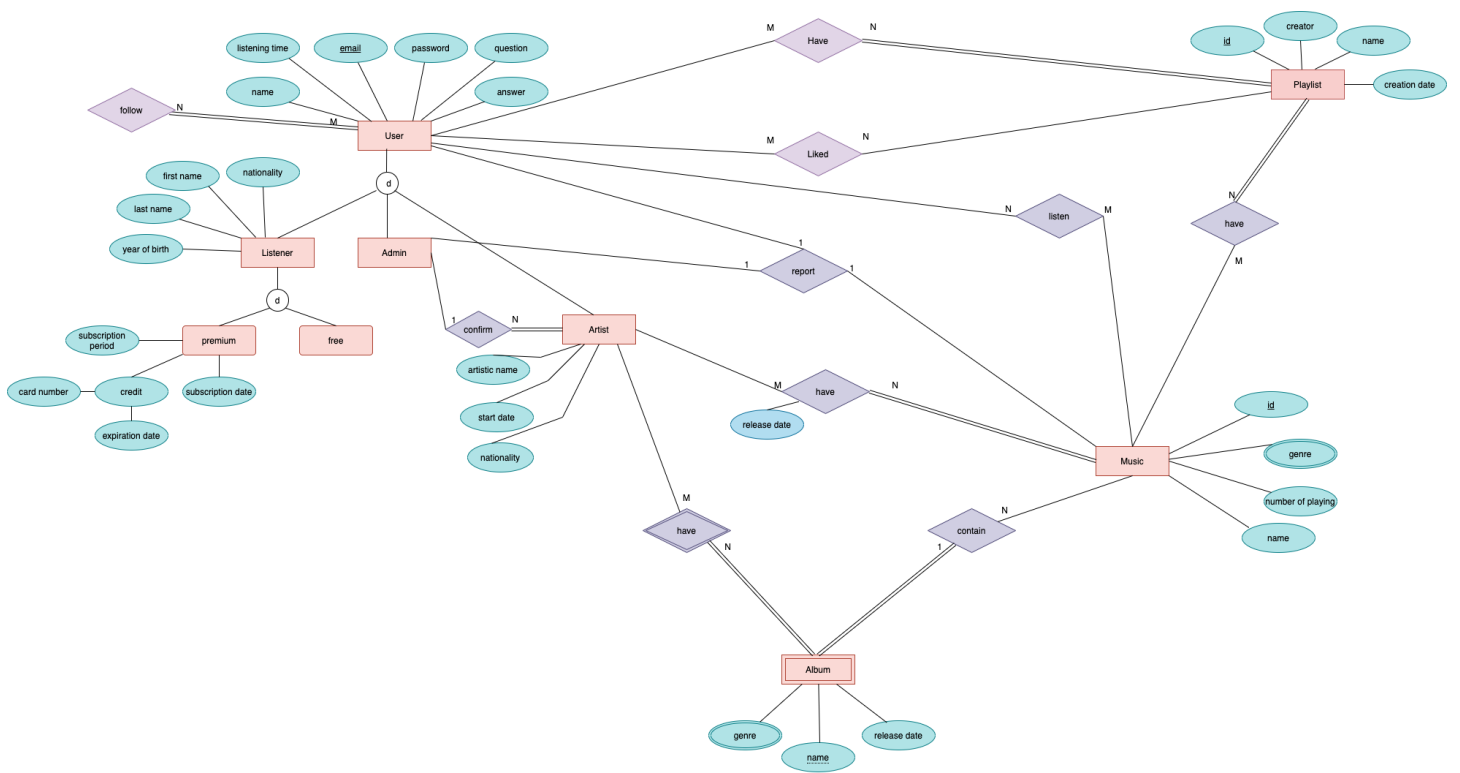 creator
M
N
Have
id
name
listening time
email
password
question
Playlist
creation date
name
answer
follow
N
M
User
M
N
Liked
first name
nationality
d
N
last name
N
M
listen
have
year of birth
Listener
Admin
1
M
1
report
1
d
1
confirm
N
Artist
subscription
period
premium
free
artistic name
M
have
N
card number
credit
subscription date
release date
id
start date
expiration date
genre
nationality
Music
number of playing
M
N
have
contain
name
N
1
Album
genre
name
release date